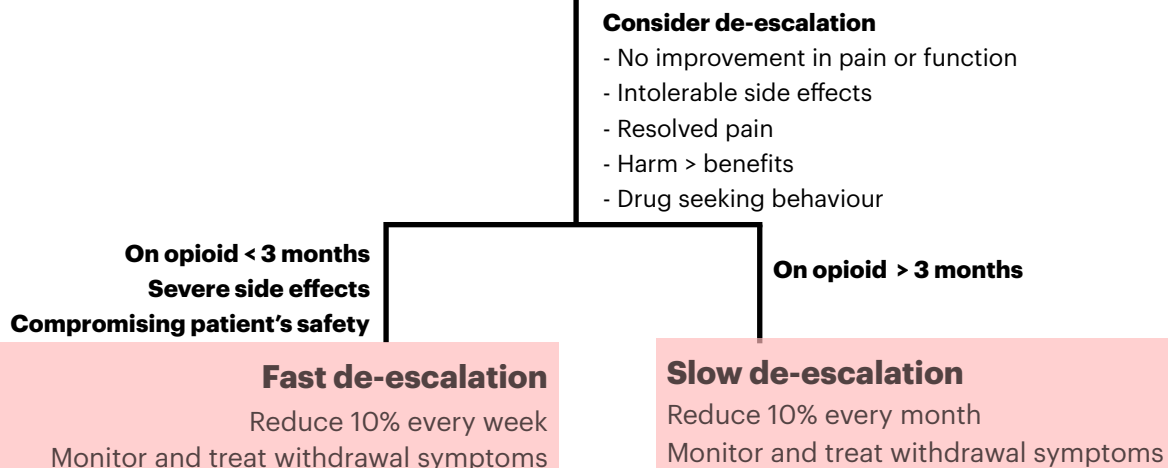 Consider de-escalation
- No improvement in pain or function
- Intolerable side effects
- Resolved pain
- Harm > benefits
- Drug seeking behaviour
On opioid < 3 months
Severe side effects
Compromising patient's safety
On opioid > 3 months
Fast de-escalation
Reduce 10% every week
Monitor and treat withdrawal symptoms
Slow de-escalation
Reduce 10% every month
Monitor and treat withdrawal symptoms